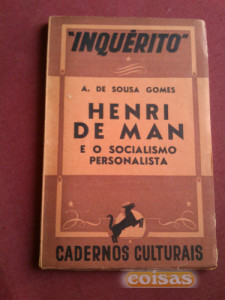 "INQUÉRITO"
A. DE SOUSA GOMES
HENRI
DE MAN
E O SOCIALISMO
PERSONALISTA
CADERNOS CULTURAIS
coisas